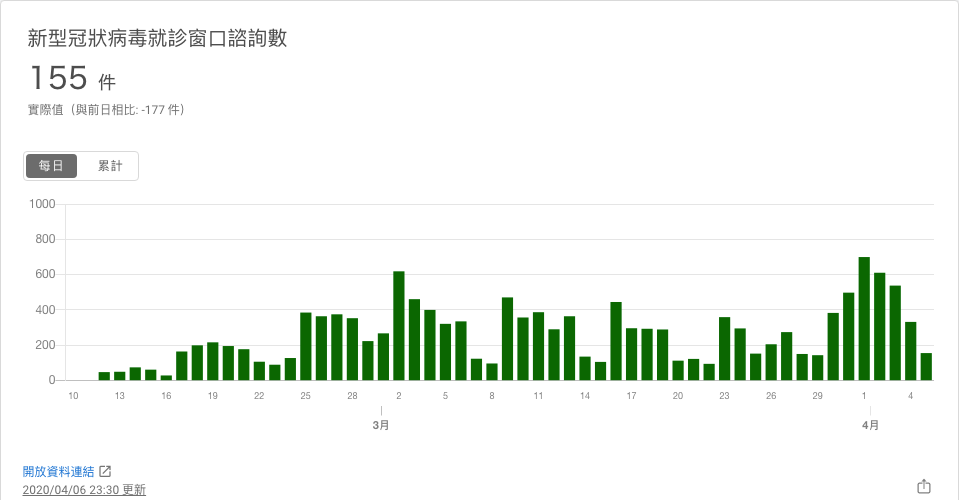 新型冠狀病毒就診窗口諮詢數
155 件
實際值（與前日相比: -177 件）
每日 累計
1000
800
600
400
200
0
10 13 16 19 22 25 28 2 5 8 11 14 17 20 23 26 29 1 4
3月 4月
開放資料連結
2020/04/06 23:30 更新